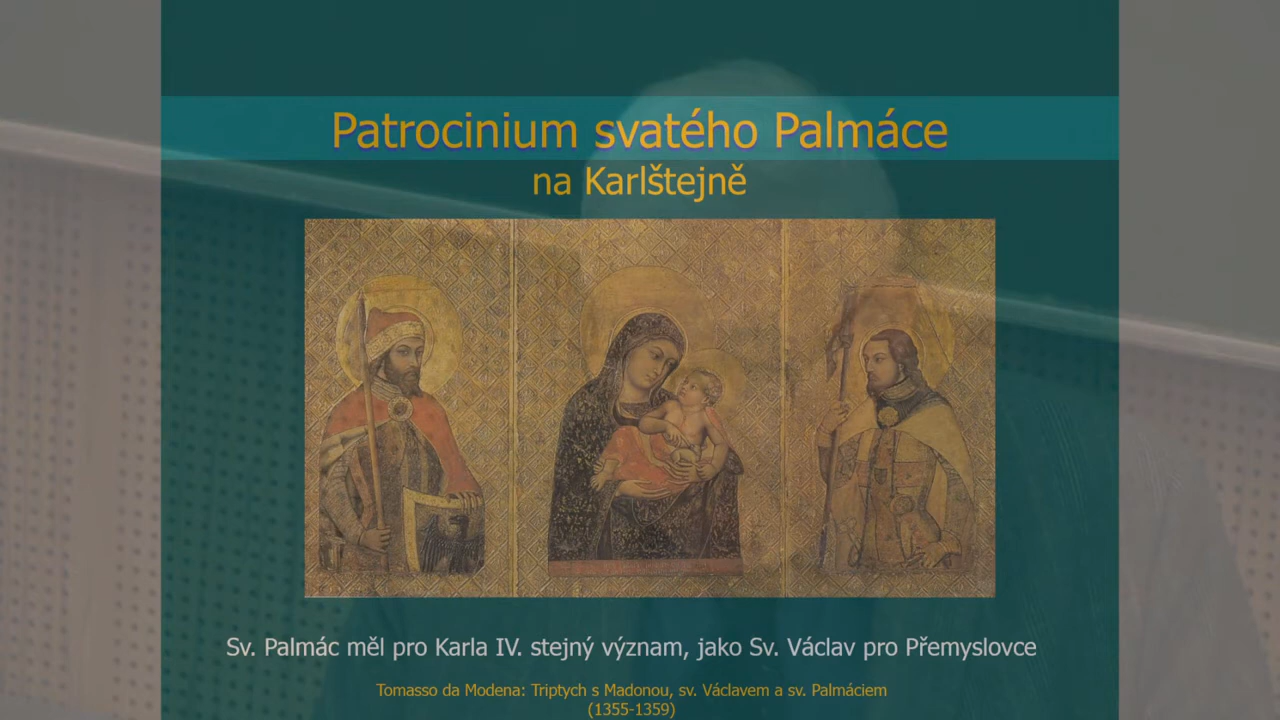 Patrocinium svatého Palmáce
na Karlštejně
Sv. Palmác měl pro Karla IV. stejný význam, jako Sv. Václav pro Přemyslovce
Tomasso da Modena: Triptych s Madonou, sv. Václavem a sv. Palmáciem
(1355-1359)